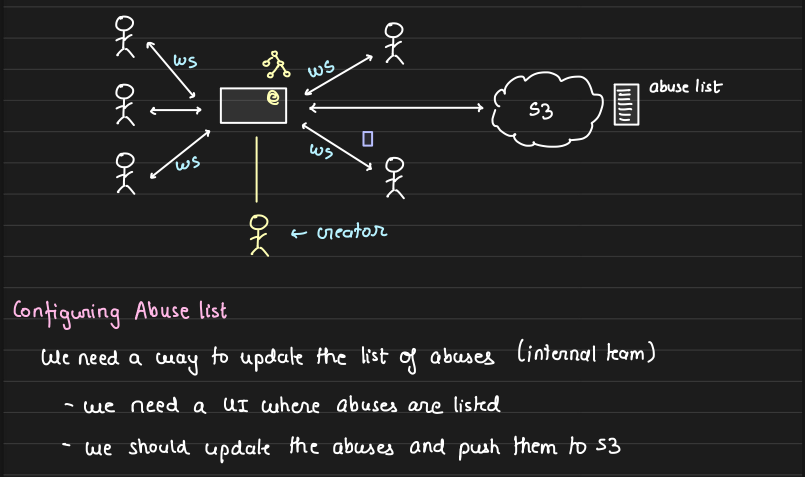 ws
ws
ws
ws
S3
abuse list
← creator
Configuring Abuse list
We need a way to update the list of abuses (internal team)
- we need a UI where abuses are listed
- we should update the abuses and push them to S3